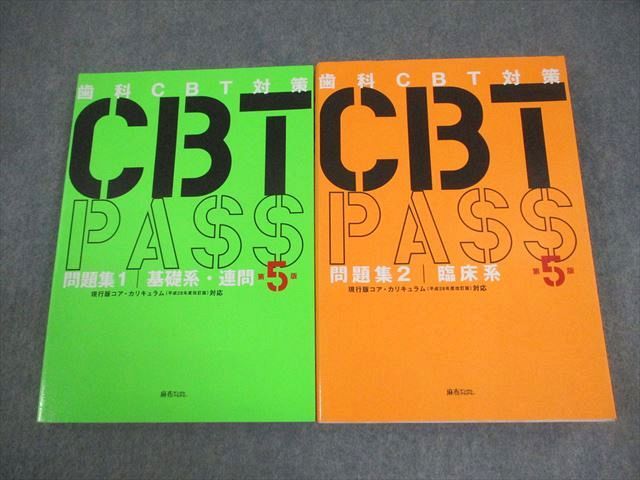 歯科CBT対策
CBT
PASS
問題集1 基礎系・連問 第5版
現行版コア・カリキュラム(平成28年度改訂版)対応
麻布
歯科CBT対策
CBT
PASS
問題集2 臨床系 第5版
現行版コア・カリキュラム(平成28年度改訂版)対応
麻布